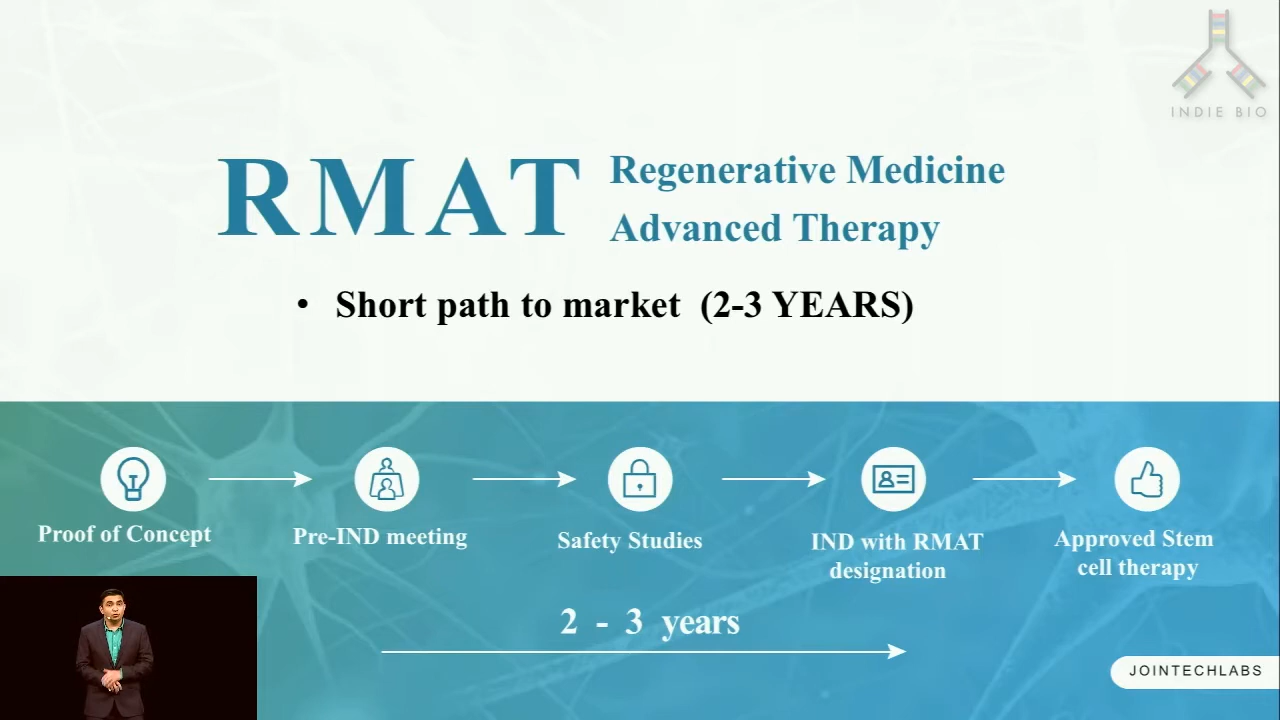 INDIE BIO
RMAT
Regenerative Medicine
Advanced Therapy
• Short path to market (2-3 YEARS)
Proof of Concept
Pre-IND meeting
Safety Studies
IND with RMAT
designation
Approved Stem
cell therapy
2 - 3 years
JOINTECHLABS